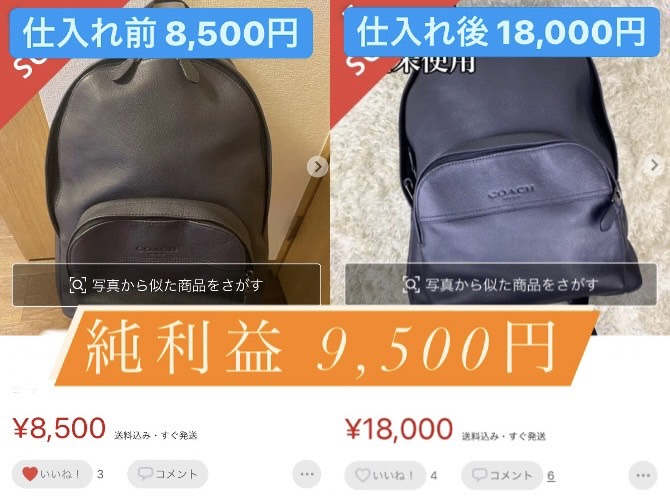 仕入れ前 8,500円
仕入れ後 18,000円
未使用
COACH
COACH
写真から似た商品をさがす
写真から似た商品をさがす
純利益 9,500円
¥8,500 送料込み・すぐ発送
¥18,000 送料込み・すぐ発送
いいね! 3 コメント
いいね! 4 コメント 6